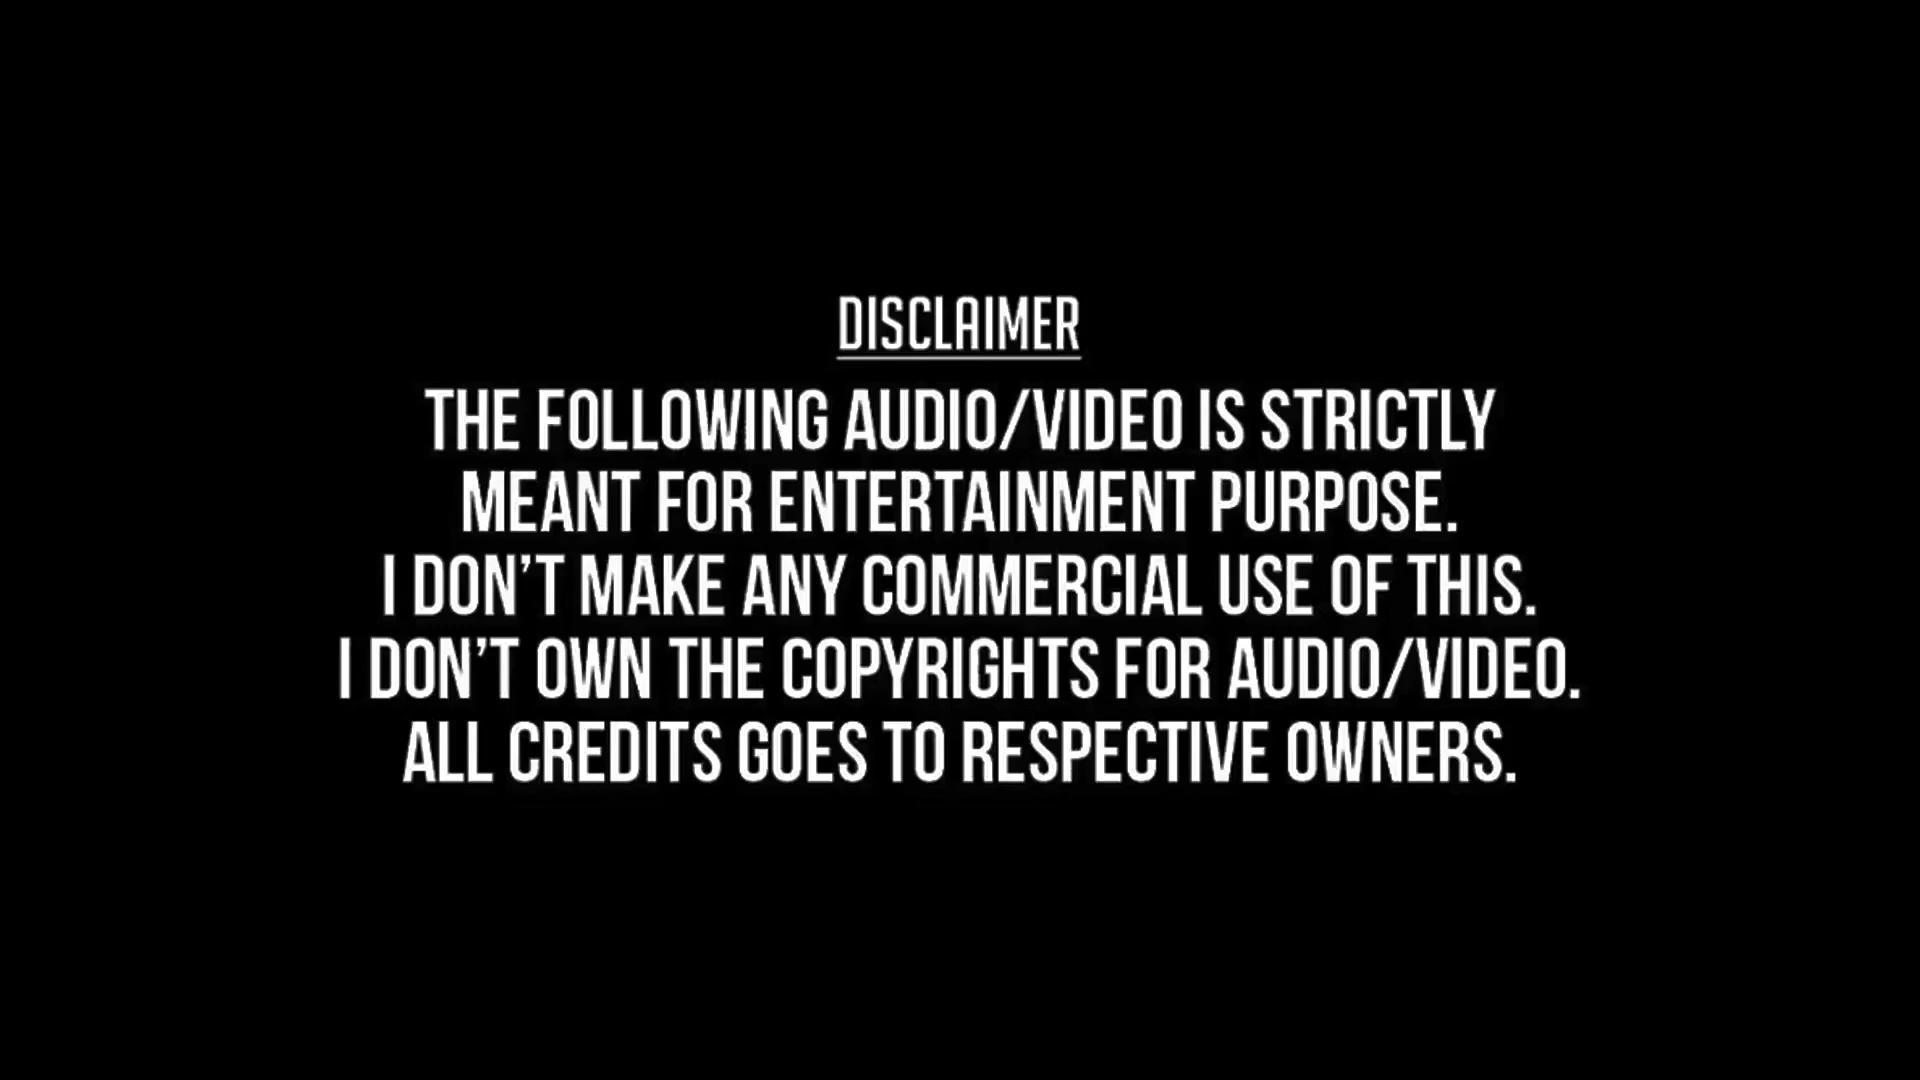 DISCLAIMER
THE FOLLOWING AUDIO/VIDEO IS STRICTLY
MEANT FOR ENTERTAINMENT PURPOSE.
I DON’T MAKE ANY COMMERCIAL USE OF THIS.
I DON’T OWN THE COPYRIGHTS FOR AUDIO/VIDEO.
ALL CREDITS GOES TO RESPECTIVE OWNERS.